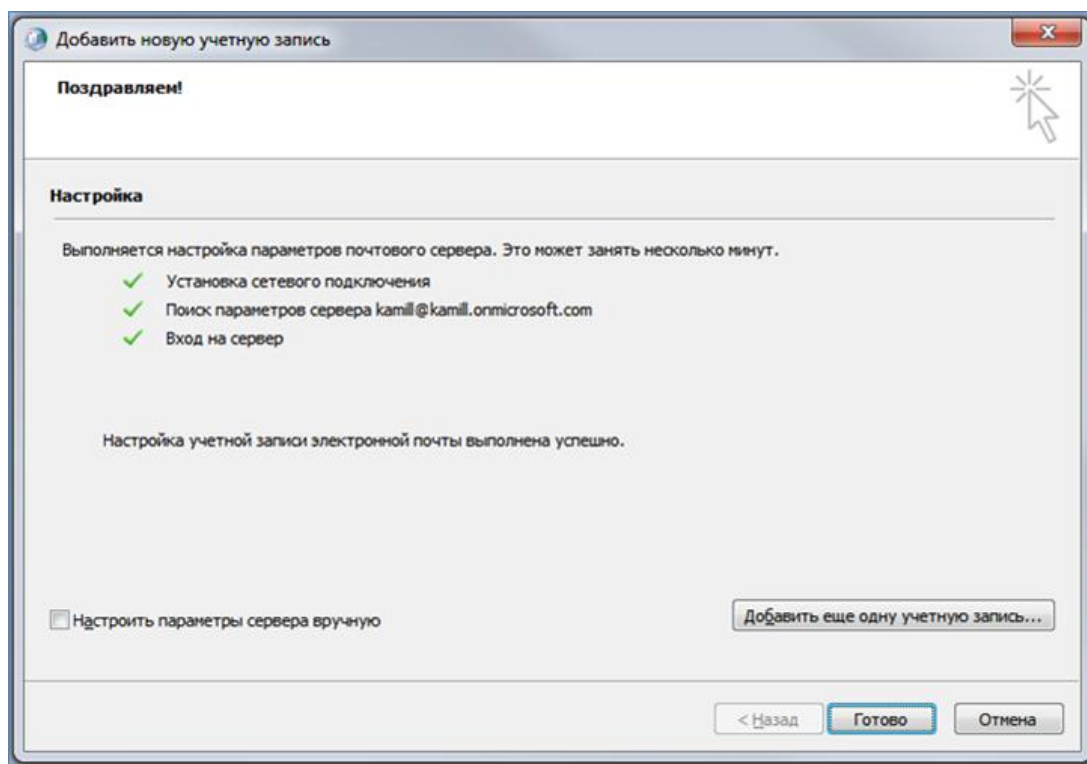 Добавить новую учетную запись
Поздравляем!
Настройка
Выполняется настройка параметров почтового сервера. Это может занять несколько минут.
Установка сетевого подключения
Поиск параметров сервера kamill@kamill.onmicrosoft.com
Вход на сервер
Настройка учетной записи электронной почты выполнена успешно.
Настроить параметры сервера вручную
Добавить еще одну учетную запись...
< Назад
Готово
Отмена